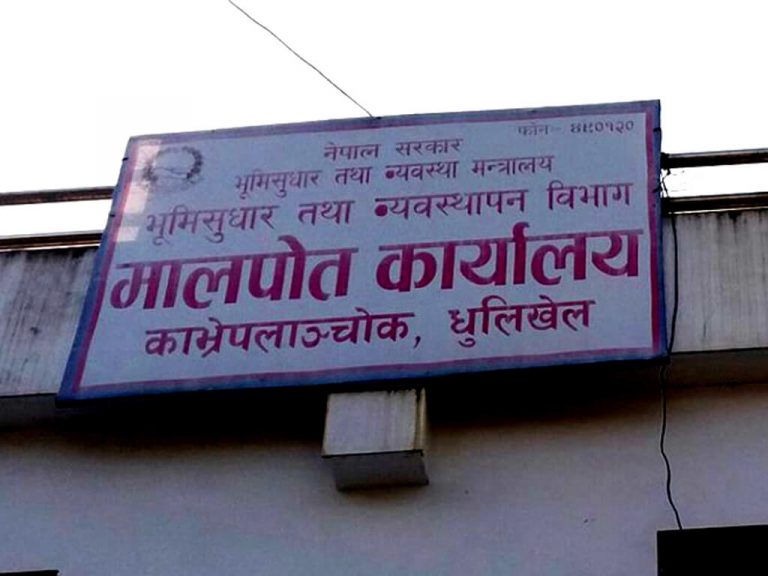 फोन:- ४९०१२०
नेपाल सरकार
भूमिसुधार तथा व्यवस्था मन्त्रालय
भूमिसुधार तथा व्यवस्थापन विभाग
मालपोत कार्यालय
काभ्रेपलाञ्चोक, धुलिखेल